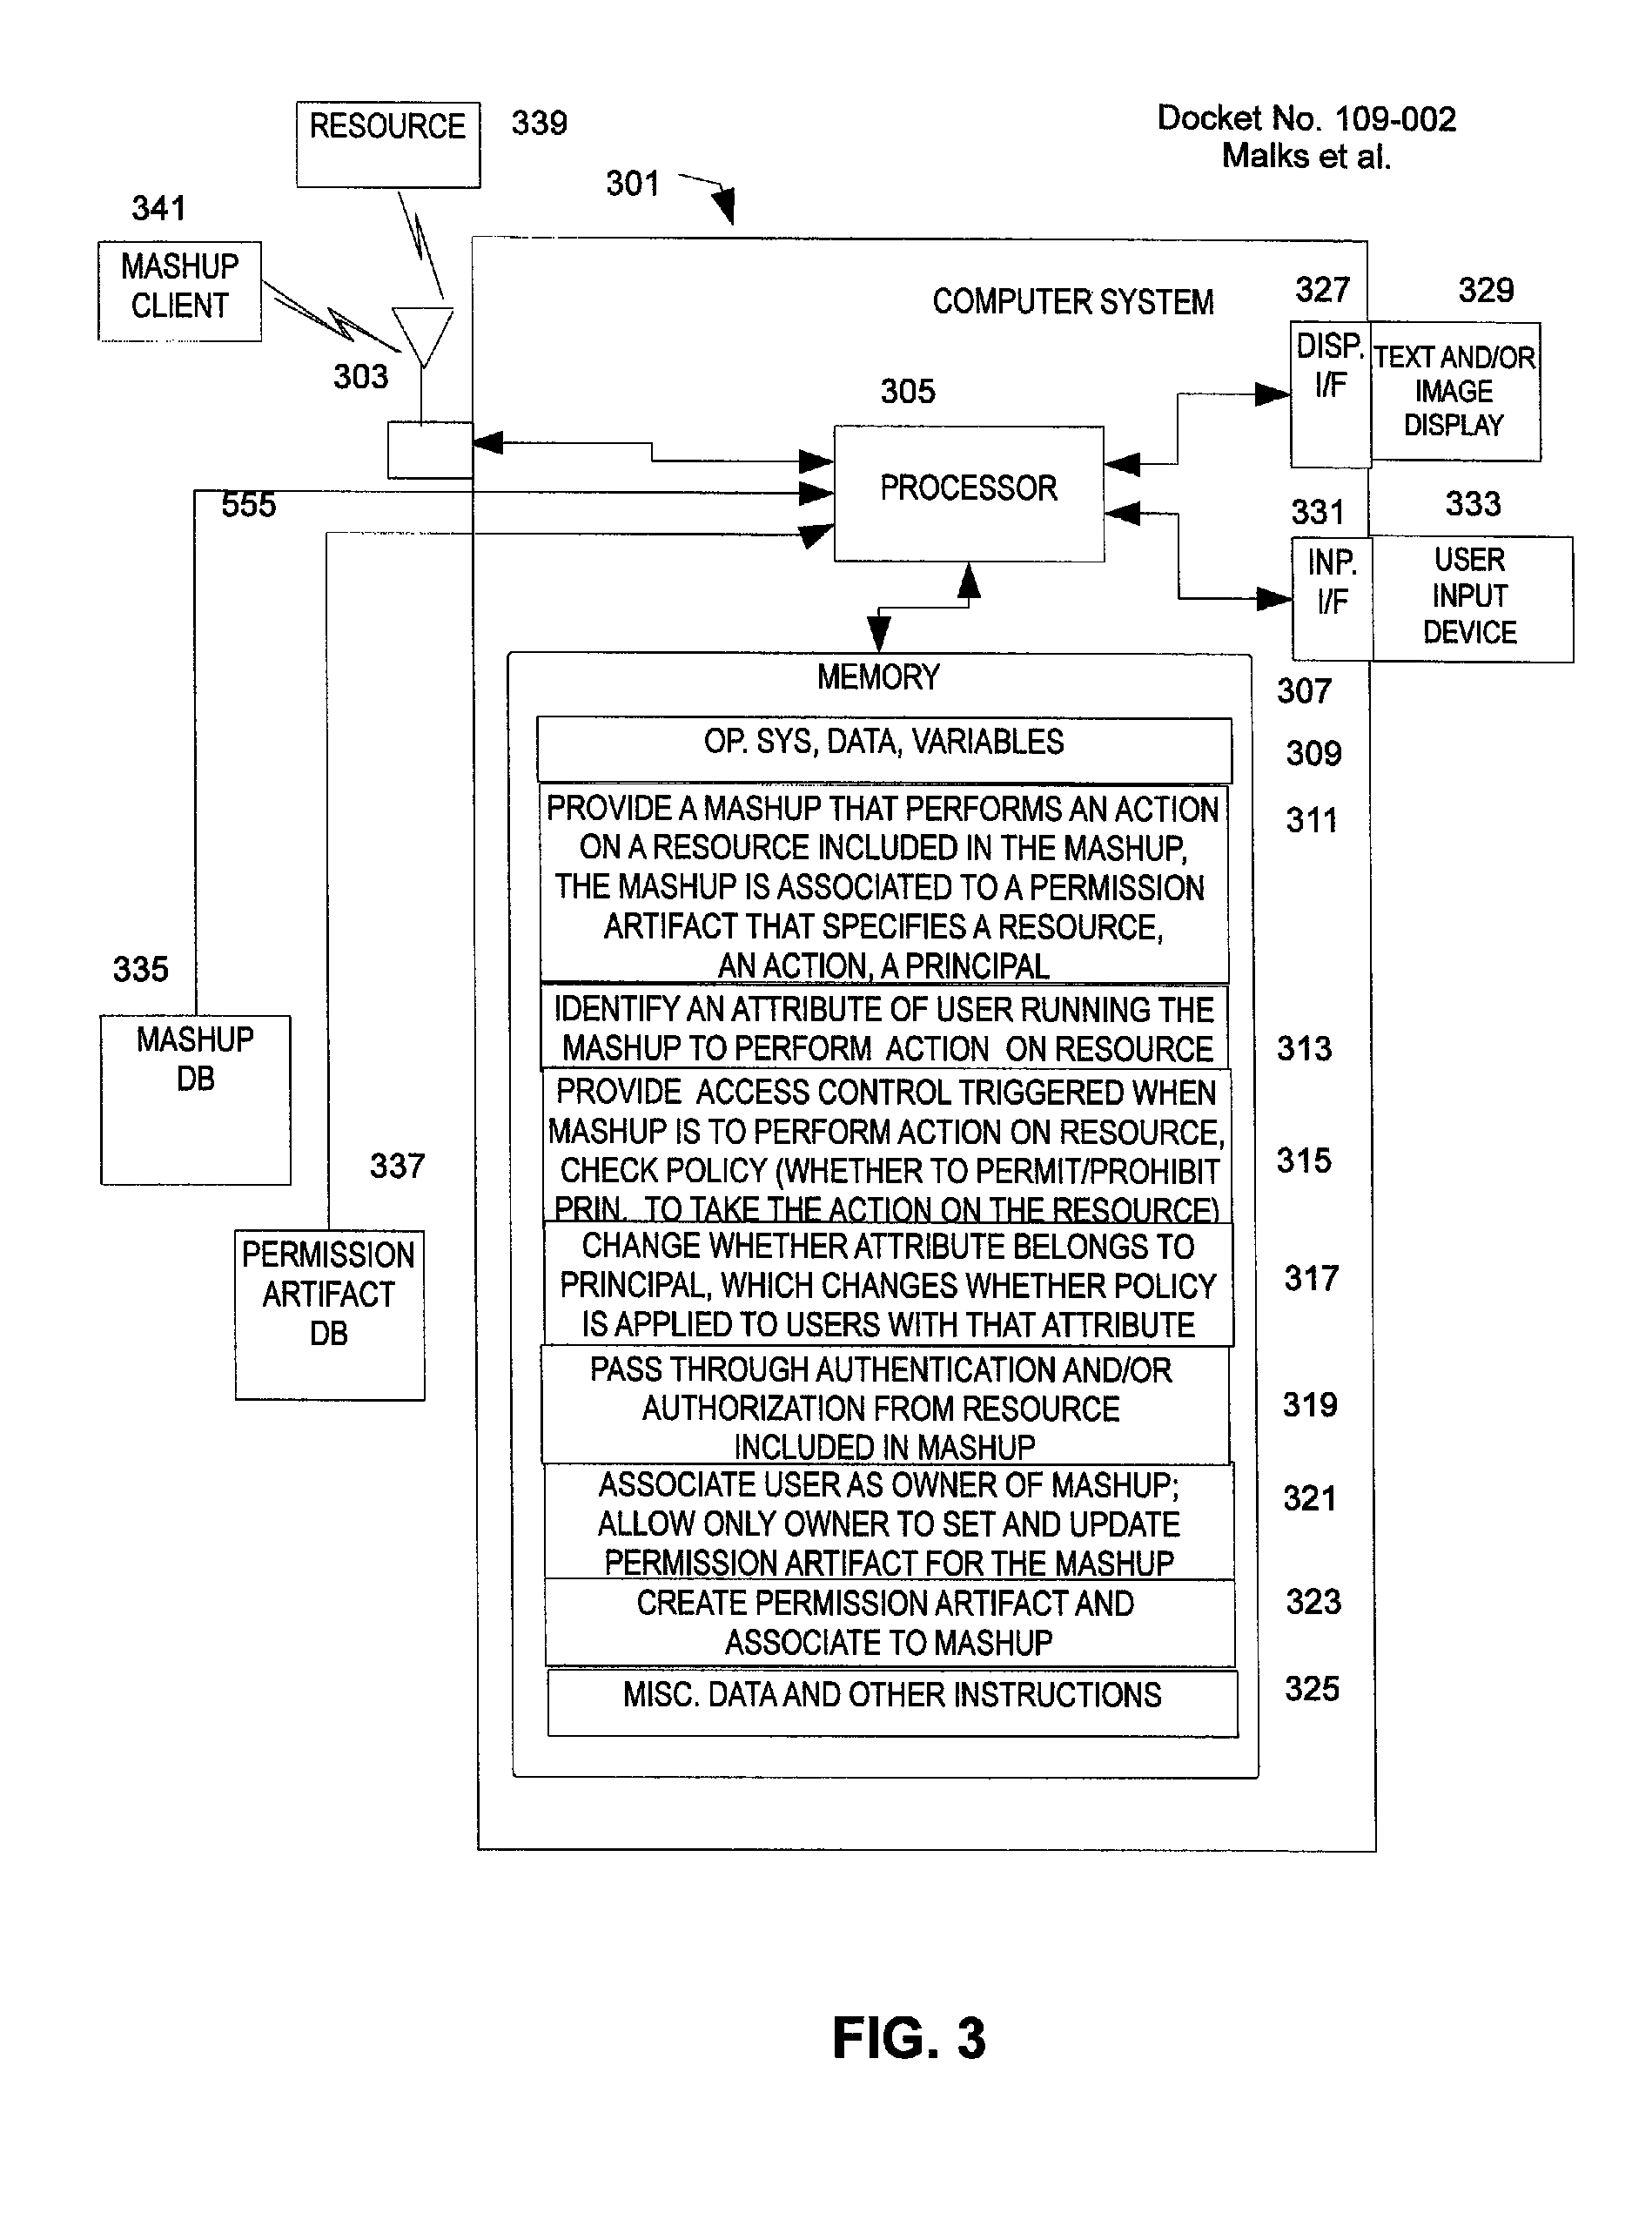 Docket No. 109-002
Malks et al.
RESOURCE
339
301
341
MASHUP
CLIENT
303
COMPUTER SYSTEM
327
329
DISP.
I/F
TEXT AND/OR
IMAGE
DISPLAY
305
PROCESSOR
555
331
333
INP.
I/F
USER
INPUT
DEVICE
MEMORY
307
OP. SYS, DATA, VARIABLES
309
PROVIDE A MASHUP THAT PERFORMS AN ACTION
ON A RESOURCE INCLUDED IN THE MASHUP,
THE MASHUP IS ASSOCIATED TO A PERMISSION
ARTIFACT THAT SPECIFIES A RESOURCE,
AN ACTION, A PRINCIPAL
311
335
MASHUP
DB
IDENTIFY AN ATTRIBUTE OF USER RUNNING THE
MASHUP TO PERFORM ACTION ON RESOURCE
313
PROVIDE ACCESS CONTROL TRIGGERED WHEN
MASHUP IS TO PERFORM ACTION ON RESOURCE,
CHECK POLICY (WHETHER TO PERMIT/PROHIBIT
PRIN. TO TAKE THE ACTION ON THE RESOURCE)
315
337
PERMISSION
ARTIFACT
DB
CHANGE WHETHER ATTRIBUTE BELONGS TO
PRINCIPAL, WHICH CHANGES WHETHER POLICY
IS APPLIED TO USERS WITH THAT ATTRIBUTE
317
PASS THROUGH AUTHENTICATION AND/OR
AUTHORIZATION FROM RESOURCE
INCLUDED IN MASHUP
319
ASSOCIATE USER AS OWNER OF MASHUP;
ALLOW ONLY OWNER TO SET AND UPDATE
PERMISSION ARTIFACT FOR THE MASHUP
321
CREATE PERMISSION ARTIFACT AND
ASSOCIATE TO MASHUP
323
MISC. DATA AND OTHER INSTRUCTIONS
325
FIG. 3